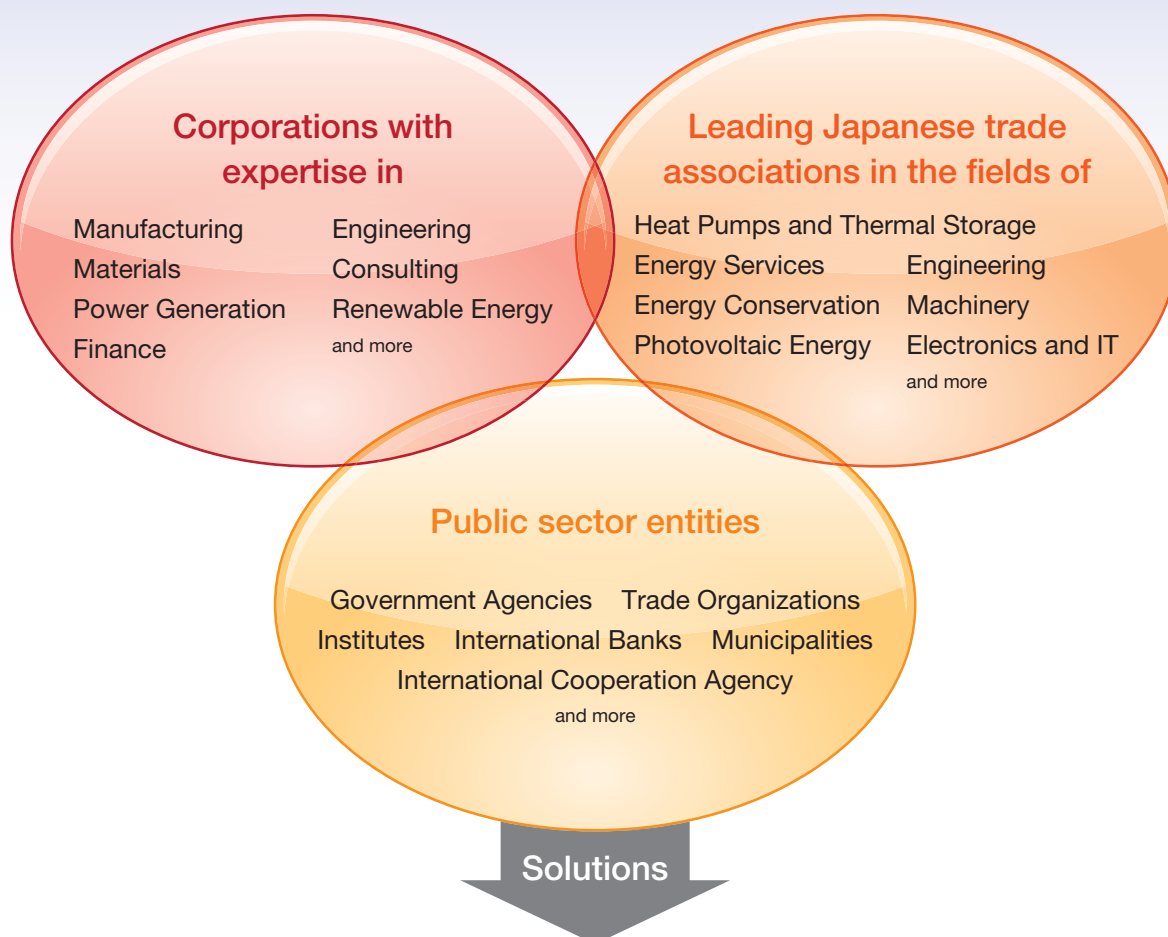 Corporations with
expertise in
Manufacturing
Materials
Power Generation
Finance
Engineering
Consulting
Renewable Energy
and more
Leading Japanese trade
associations in the fields of
Heat Pumps and Thermal Storage
Energy Services
Energy Conservation
Photovoltaic Energy
Engineering
Machinery
Electronics and IT
and more
Public sector entities
Government Agencies Trade Organizations
Institutes International Banks Municipalities
International Cooperation Agency
and more
Solutions